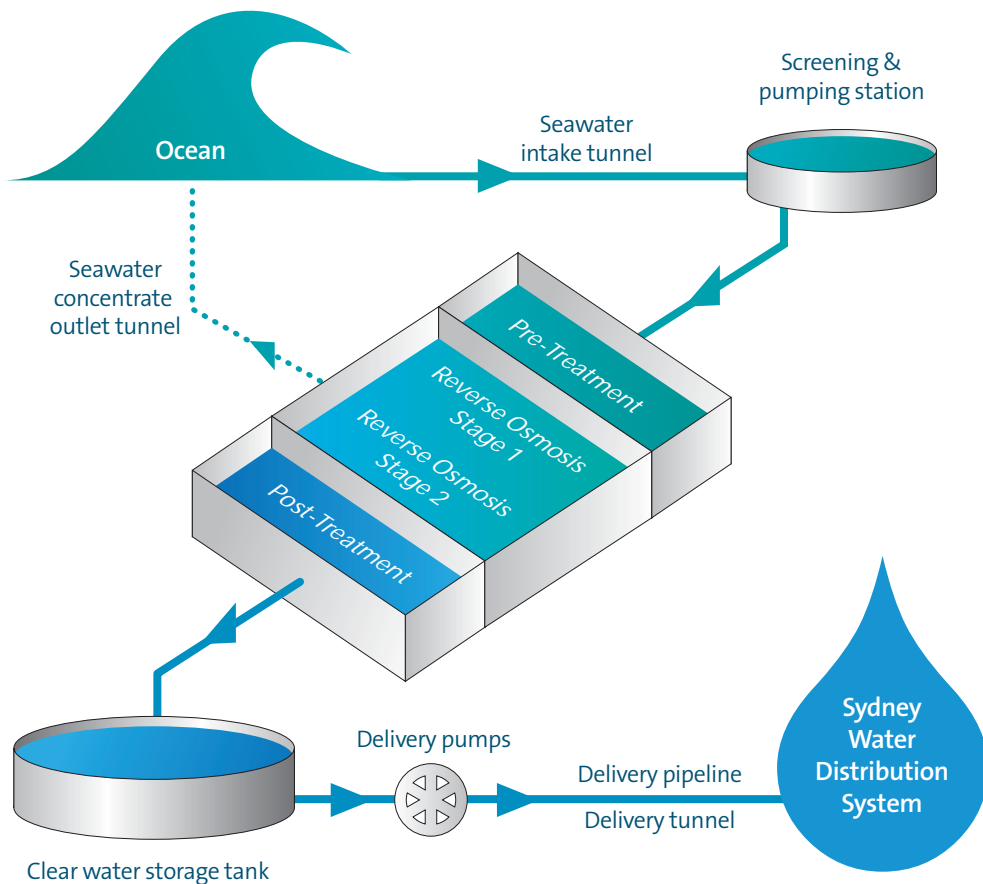 Ocean
Seawater
intake tunnel
Screening &
pumping station
Seawater
concentrate
outlet tunnel
Pre-Treatment
Reverse Osmosis
Stage 1
Reverse Osmosis
Stage 2
Post-Treatment
Clear water storage tank
Delivery pumps
Delivery pipeline
Delivery tunnel
Sydney
Water
Distribution
System